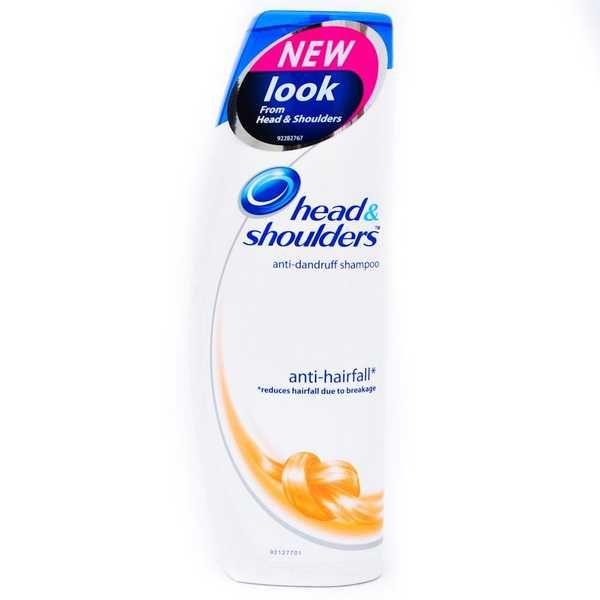 NEW
look
From
Head & Shoulders
92282767
head&
shoulders™
anti-dandruff shampoo
anti-hairfall*
*reduces hairfall due to breakage
92127701